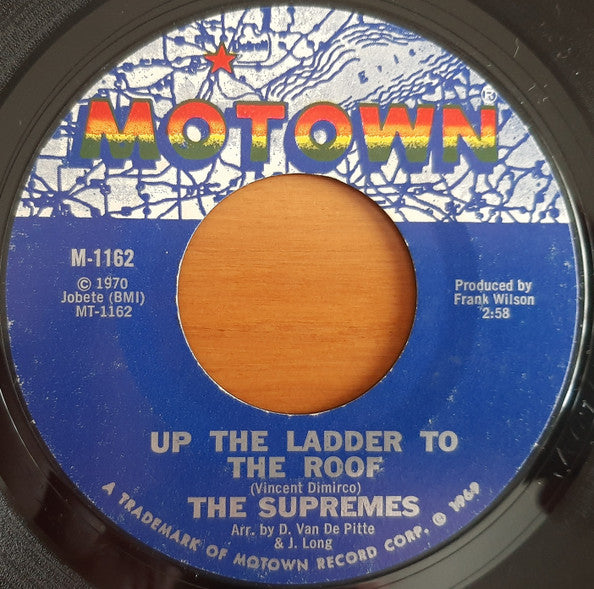 MOTOWN®
M-1162
© 1970
Jobete (BMI)
MT-1162
Produced by
Frank Wilson
2:58
UP THE LADDER TO
THE ROOF
(Vincent Dimirco)
THE SUPREMES
Arr. by D. Van De Pitte
& J. Long
A TRADEMARK OF MOTOWN RECORD CORP. ℗ 1969